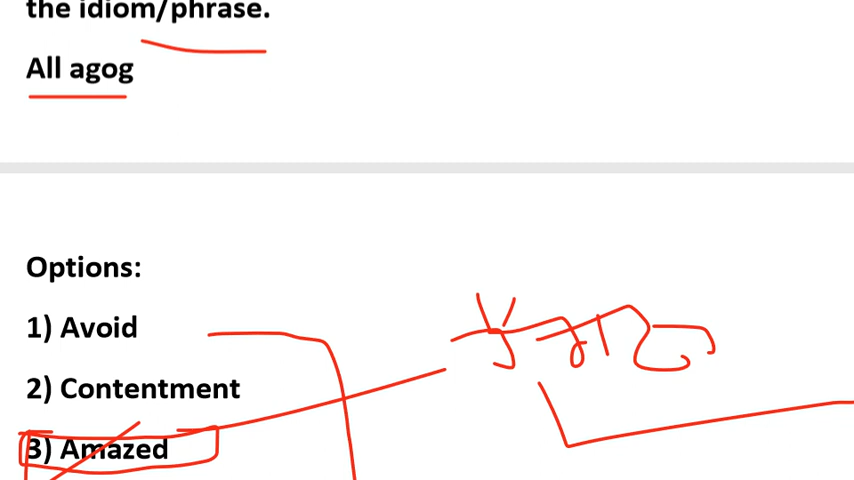 the idiom/phrase.
All agog
Options:
1) Avoid
2) Contentment
3) Amazed